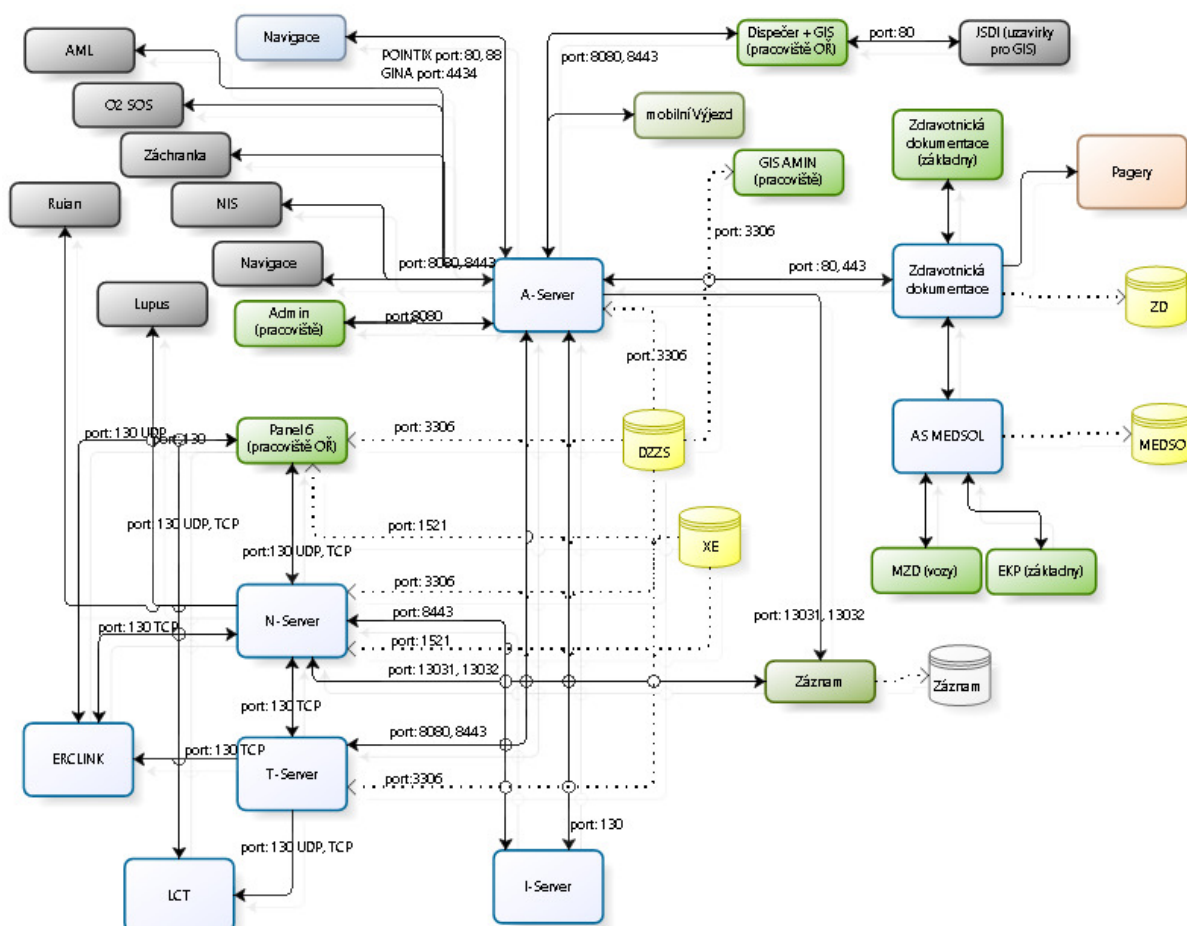 AML
Navigace
POINTIX port: 80, 88
GINA port: 4434
Dispečer + GIS
(pracoviště OŘ)
port: 80
JSDI (uzavirky
pro GIS)
port: 8080, 8443
O2 SOS
mobilní Výjezd
Záchranka
Zdravotnická
dokumentace
(základny)
GIS AMIN
(pracoviště)
Pagery
Ruian
NIS
port: 3306
Navigace
port: 8080, 8443
A-Server
port : 80, 443
Zdravotnická
dokumentace
ZD
Lupus
Admin
(pracoviště)
port:8080
port: 3306
Panel 6
(pracoviště OŘ)
port: 130 UDP
port: 130
port: 3306
DZZS
AS MEDSOL
MEDSOL
port: 130 UDP, TCP
port: 1521
XE
port: 130 UDP, TCP
MZD (vozy)
EKP (základny)
port: 3306
N-Server
port: 8443
port: 13031, 13032
port: 130 TCP
port: 1521
port: 13031, 13032
Záznam
Záznam
port: 130 TCP
port: 8080, 8443
ERC LINK
port: 130 TCP
T-Server
port:3306
port: 130
port: 130 UDP, TCP
LCT
I-Server